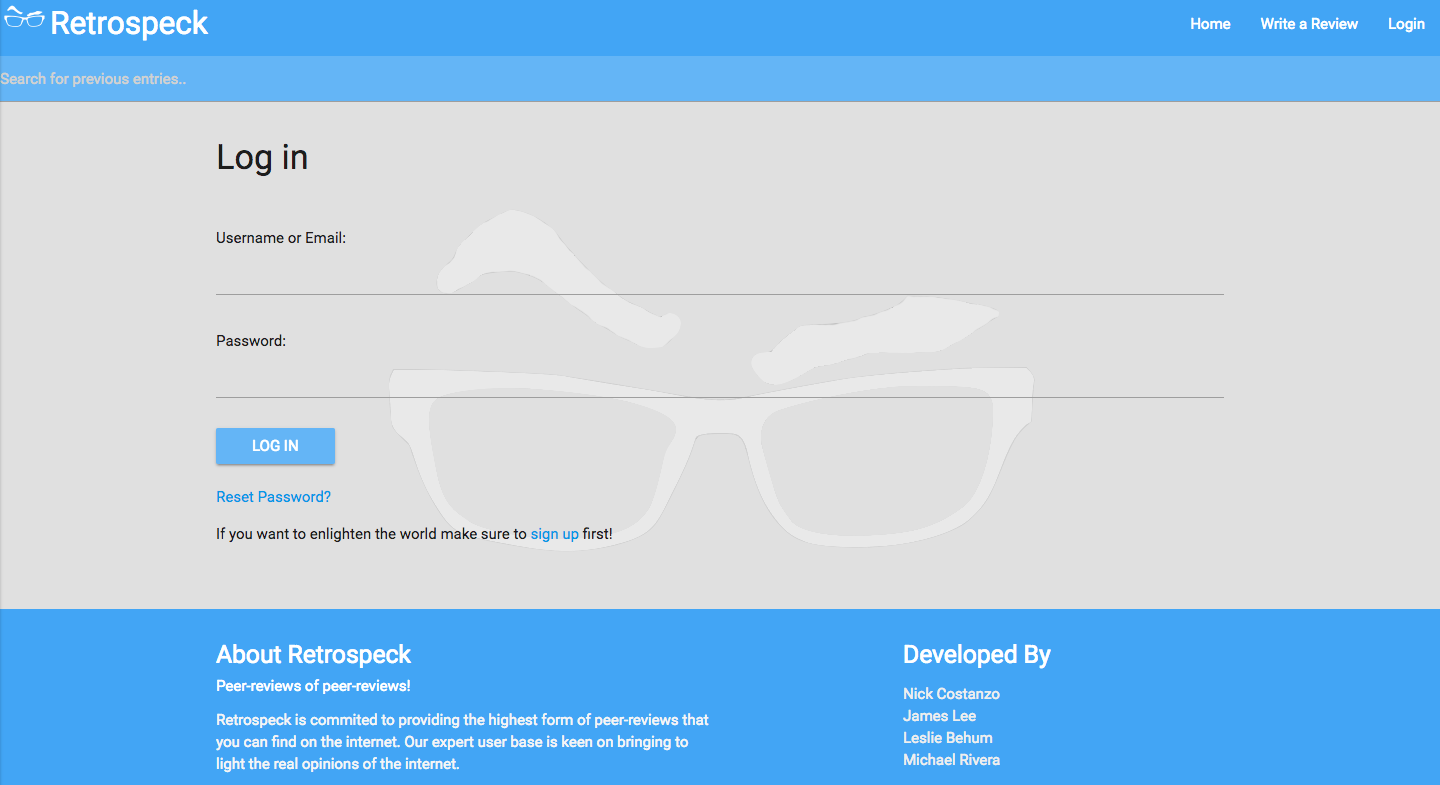 Retrospeck
Home
Write a Review
Login
Search for previous entries..
Log in
Username or Email:
Password:
LOG IN
Reset Password?
If you want to enlighten the world make sure to sign up first!
About Retrospeck
Peer-reviews of peer-reviews!
Retrospeck is commited to providing the highest form of peer-reviews that
you can find on the internet. Our expert user base is keen on bringing to
light the real opinions of the internet.
Developed By
Nick Costanzo
James Lee
Leslie Behum
Michael Rivera